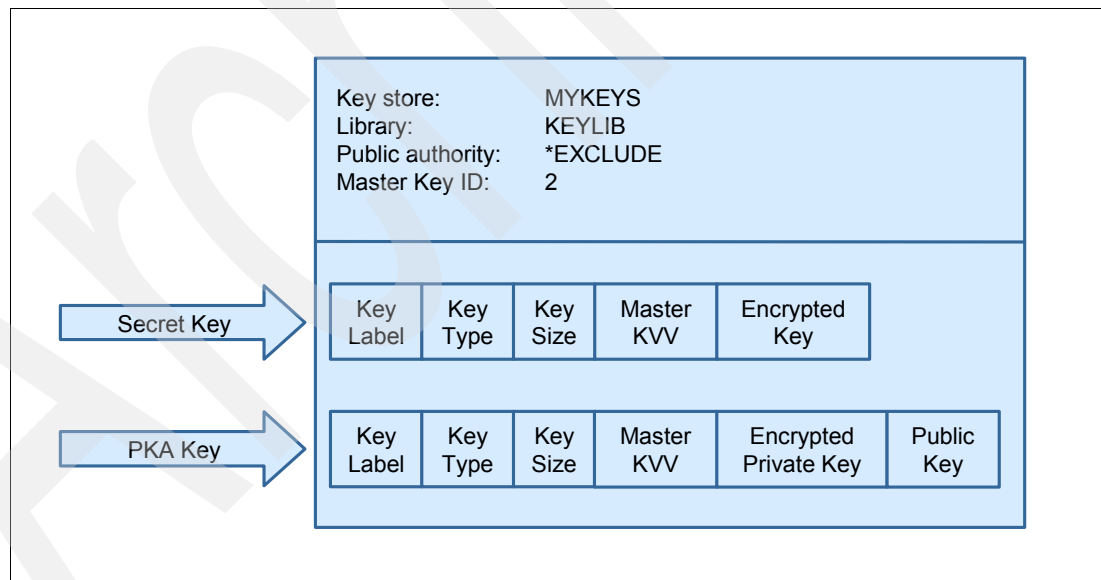 Key store: MYKEYS
Library: KEYLIB
Public authority: *EXCLUDE
Master Key ID: 2
Secret Key
Key Label
Key Type
Key Size
Master KVV
Encrypted Key
PKA Key
Key Label
Key Type
Key Size
Master KVV
Encrypted Private Key
Public Key